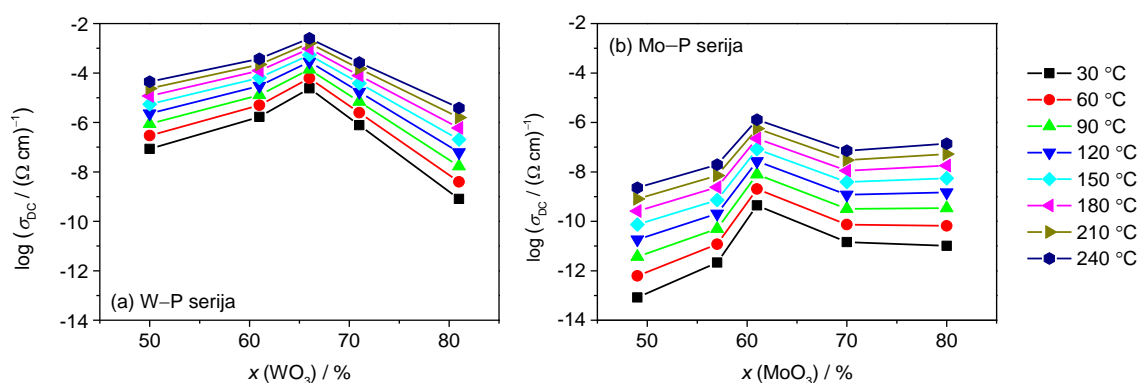 -2
-4
-6
-8
-10
-12
-14
50 60 70 80
log (σDC / (Ω cm)⁻¹)
x (WO₃) / %
(a) W–P serija
-2
-4
-6
-8
-10
-12
-14
50 60 70 80
log (σDC / (Ω cm)⁻¹)
x (MoO₃) / %
(b) Mo–P serija
30 °C
60 °C
90 °C
120 °C
150 °C
180 °C
210 °C
240 °C